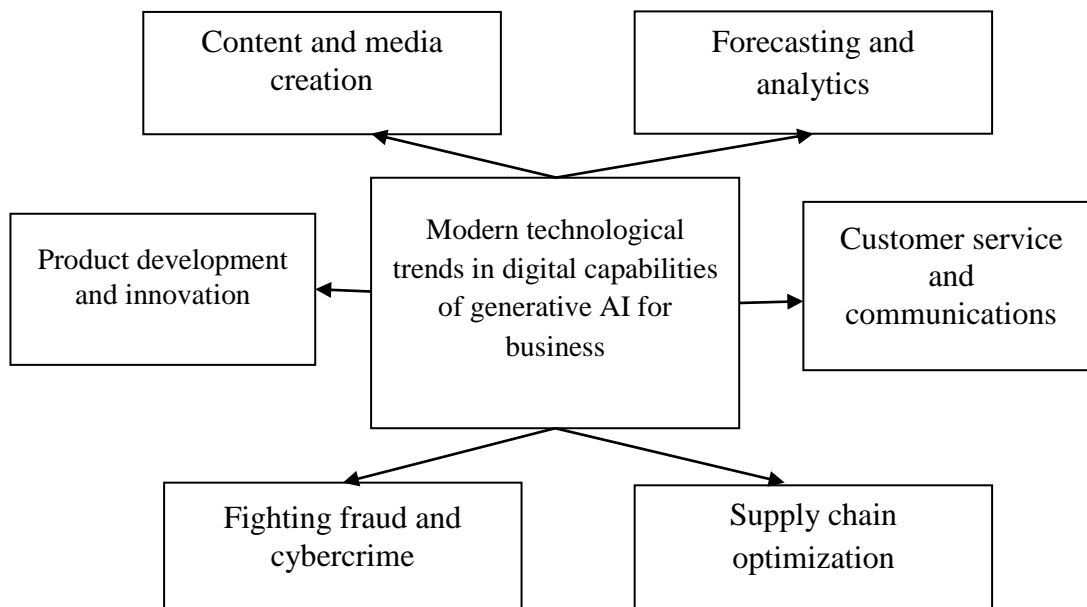 Content and media
creation
Forecasting and
analytics
Product development
and innovation
Modern technological
trends in digital capabilities
of generative AI for
business
Customer service
and
communications
Fighting fraud and
cybercrime
Supply chain
optimization